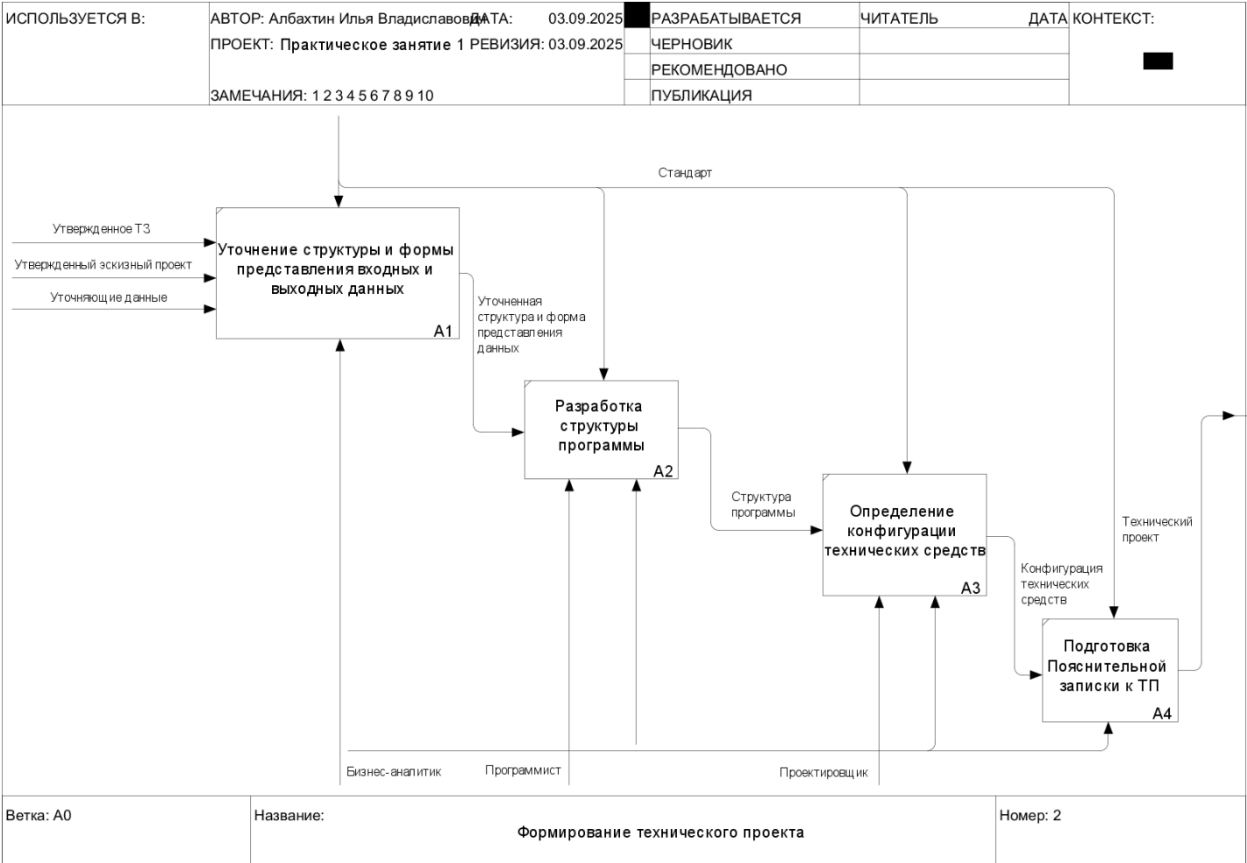 ИСПОЛЬЗУЕТСЯ В:
АВТОР: Албахтин Илья Владиславович
ДАТА: 03.09.2025
РАЗРАБАТЫВАЕТСЯ
ЧИТАТЕЛЬ
ДАТА
КОНТЕКСТ:
ПРОЕКТ: Практическое занятие 1
РЕВИЗИЯ: 03.09.2025
ЧЕРНОВИК
РЕКОМЕНДОВАНО
ЗАМЕЧАНИЯ: 1 2 3 4 5 6 7 8 9 10
ПУБЛИКАЦИЯ
Стандарт
Утвержденное ТЗ
Утвержденный эскизный проект
Уточняющие данные
Уточнение структуры и формы
представления входных и
выходных данных
A1
Уточненная
структура и форма
представления
данных
Разработка
структуры
программы
A2
Структура
программы
Определение
конфигурации
технических средств
A3
Технический
проект
Конфигурация
технических
средств
Подготовка
Пояснительной
записки к ТП
A4
Бизнес-аналитик
Программист
Проектировщик
Ветка: A0
Название:
Формирование технического проекта
Номер: 2